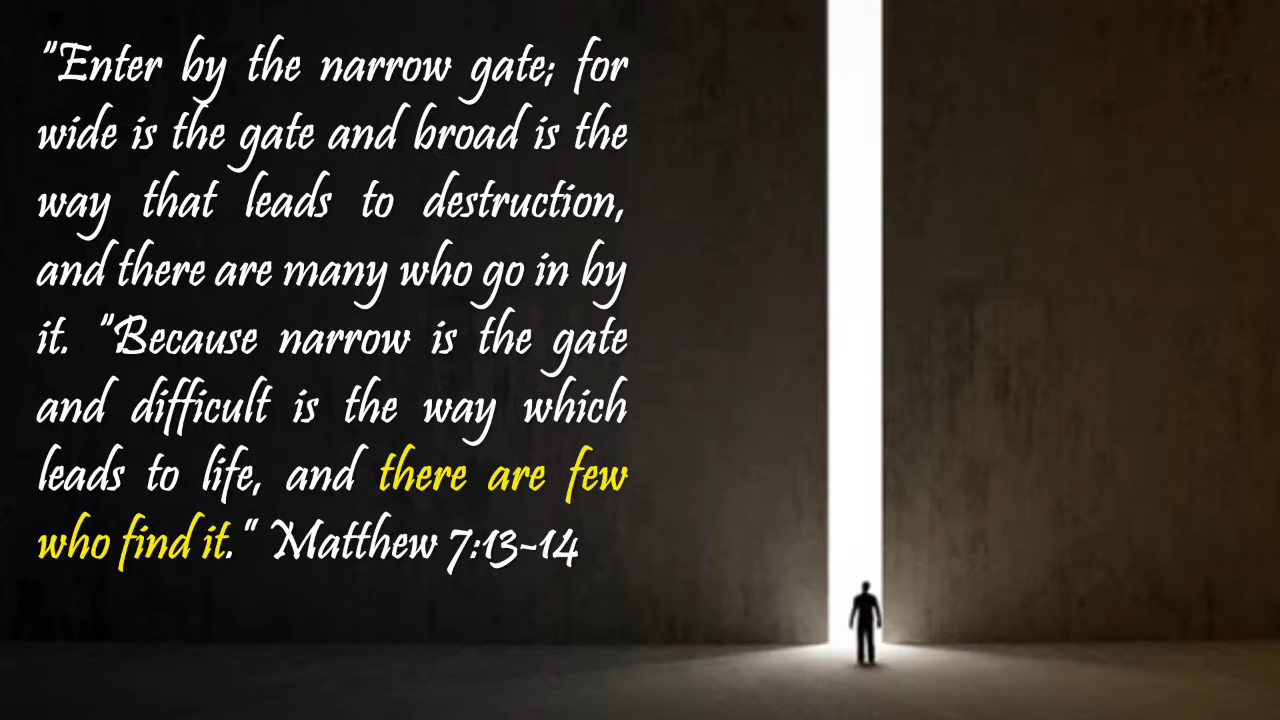 "Enter by the narrow gate; for
wide is the gate and broad is the
way that leads to destruction,
and there are many who go in by
it. "Because narrow is the gate
and difficult is the way which
leads to life, and there are few
who find it." Matthew 7:13-14